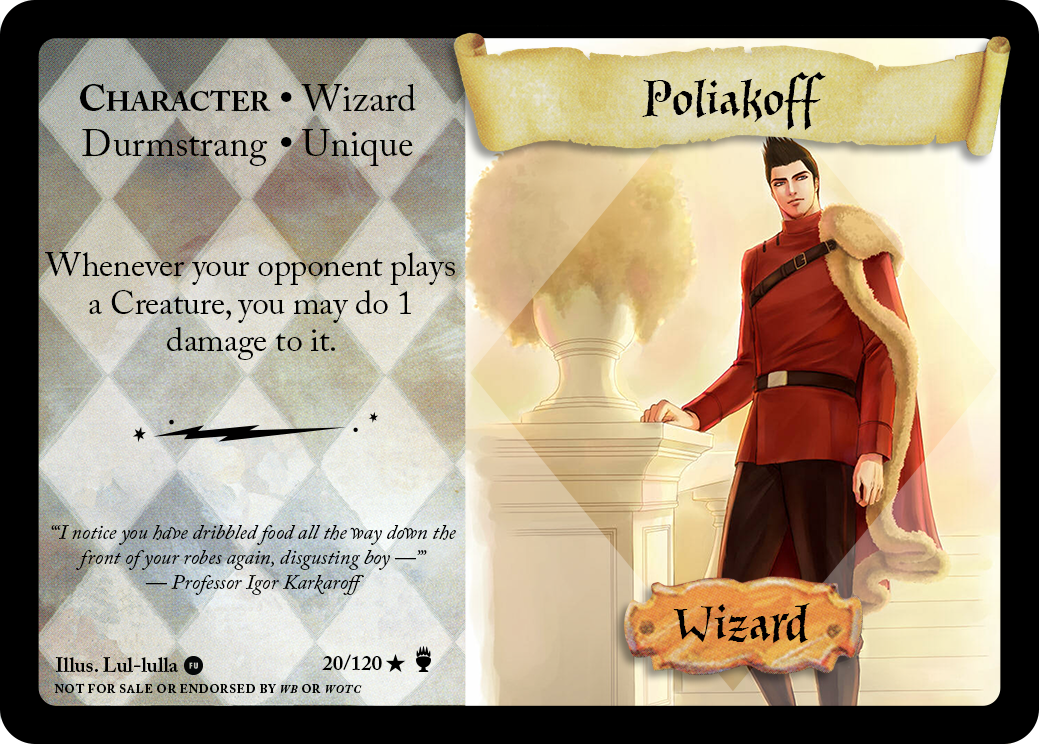 Poliakoff
CHARACTER • Wizard
Durmstrang • Unique
Whenever your opponent plays
a Creature, you may do 1
damage to it.
“‘I notice you have dribbled food all the way down the
front of your robes again, disgusting boy —’”
— Professor Igor Karkaroff
Illus. Lul-lulla FU
20/120 ★
NOT FOR SALE OR ENDORSED BY WB OR WOTC
Wizard